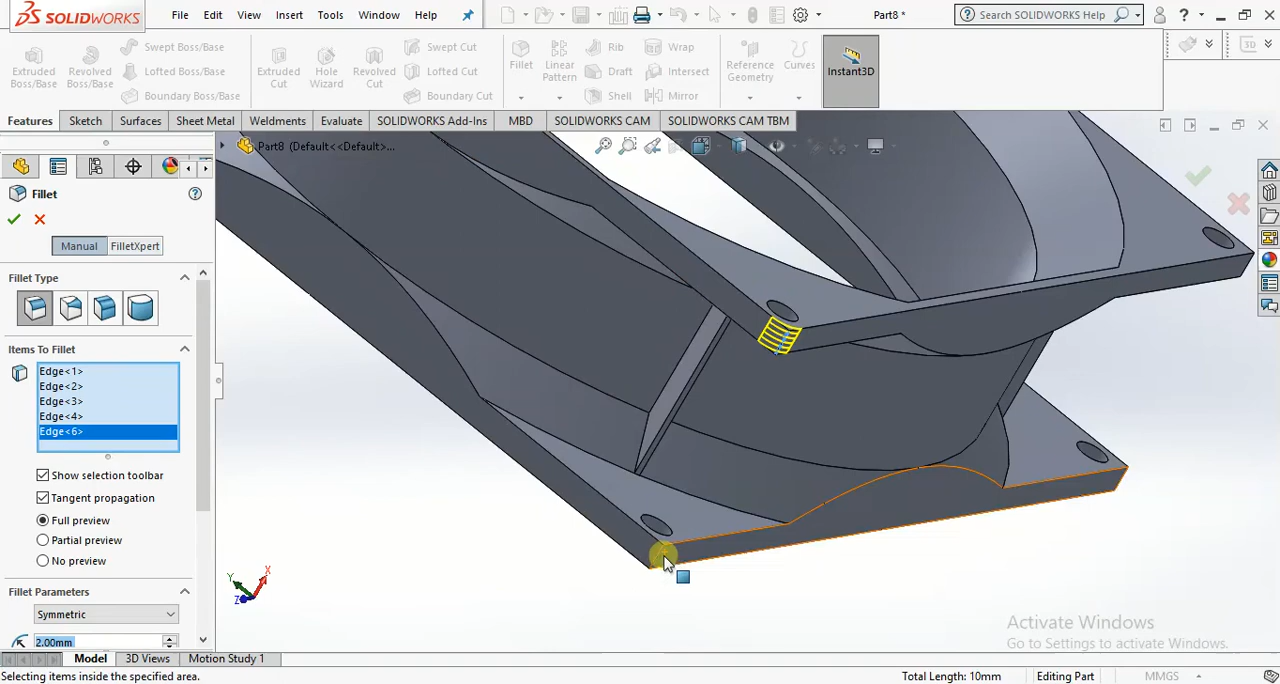 SOLIDWORKS File Edit View Insert Tools Window Help Part8 * Search SOLIDWORKS Help
Extruded Boss/Base
Revolved Boss/Base
Swept Boss/Base
Lofted Boss/Base
Boundary Boss/Base
Extruded Cut
Hole Wizard
Revolved Cut
Swept Cut
Lofted Cut
Boundary Cut
Fillet
Linear Pattern
Rib
Draft
Shell
Wrap
Intersect
Mirror
Reference Geometry
Curves
Instant3D
3D
Features Sketch Surfaces Sheet Metal Weldments Evaluate SOLIDWORKS Add-Ins MBD SOLIDWORKS CAM SOLIDWORKS CAM TBM
Part8 (Default<<Default>...
Fillet
Manual FilletXpert
Fillet Type
Items To Fillet
Edge<1>
Edge<2>
Edge<3>
Edge<4>
Edge<6>
Show selection toolbar
Tangent propagation
Full preview
Partial preview
No preview
Fillet Parameters
Symmetric
2.00mm
Y X Z
Activate Windows
Go to Settings to activate Windows.
Model 3D Views Motion Study 1
Selecting items inside the specified area. Total Length: 10mm Editing Part MMGS